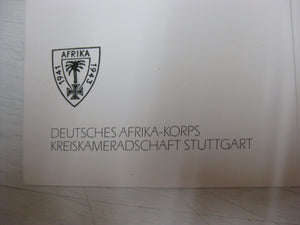 AFRIKA
1941 1943
DEUTSCHES AFRIKA-KORPS
KREISKAMERADSCHAFT STUTTGART